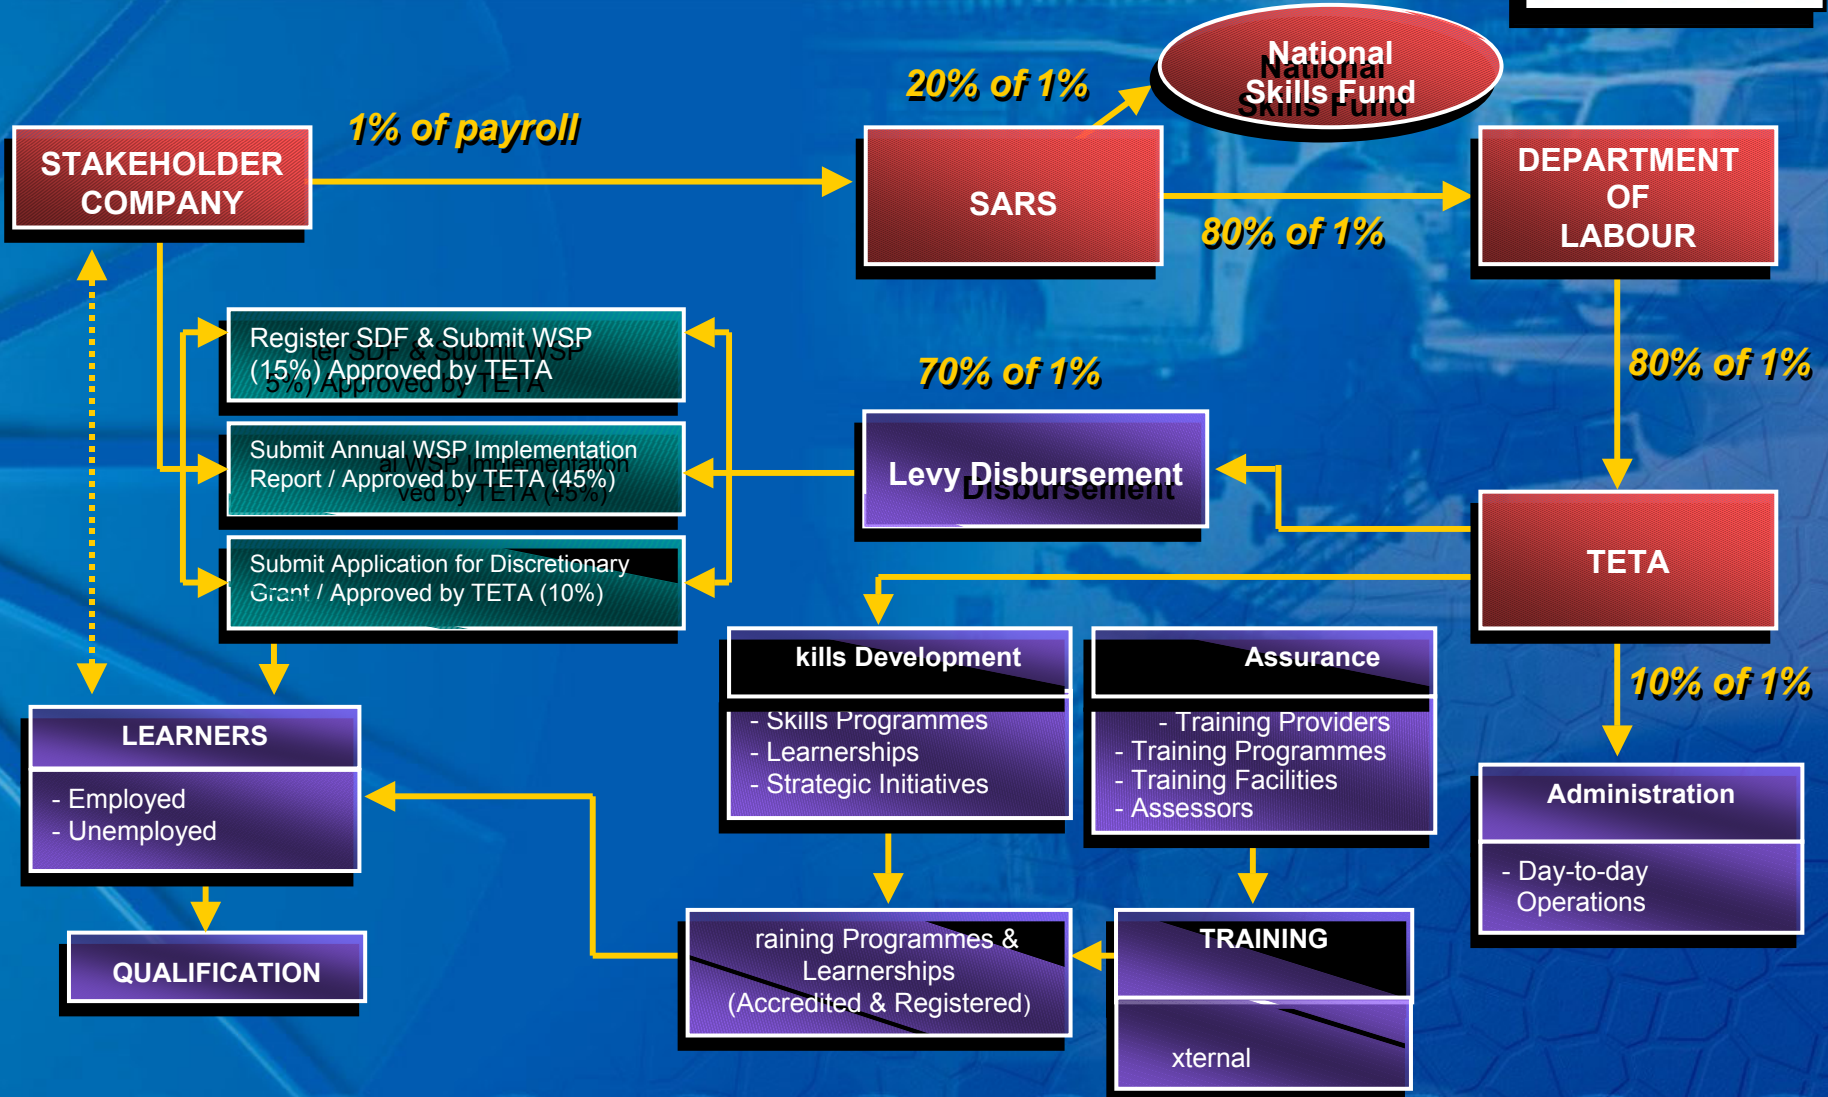 National
Skills Fund
20% of 1%
1% of payroll
STAKEHOLDER
COMPANY
SARS
DEPARTMENT
OF
LABOUR
80% of 1%
Register SDF & Submit WSP
(15%) Approved by TETA
70% of 1%
80% of 1%
Submit Annual WSP Implementation
Report / Approved by TETA (45%)
Levy Disbursement
Submit Application for Discretionary
Grant / Approved by TETA (10%)
TETA
kills Development
- Skills Programmes
- Learnerships
- Strategic Initiatives
Assurance
- Training Providers
- Training Programmes
- Training Facilities
- Assessors
10% of 1%
LEARNERS
- Employed
- Unemployed
Administration
- Day-to-day
Operations
QUALIFICATION
raining Programmes &
Learnerships
(Accredited & Registered)
TRAINING
xternal